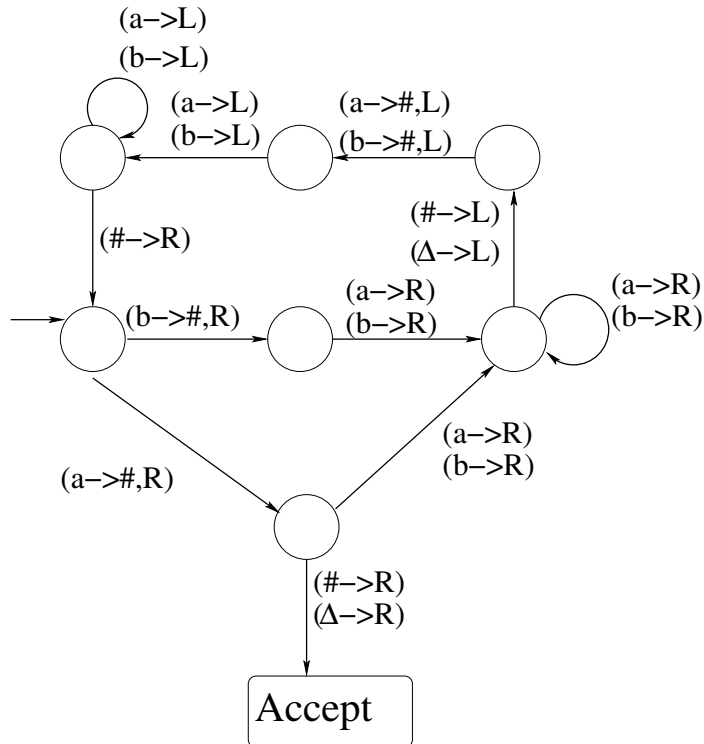 (a->L)
(b->L)
(a->L)
(b->L)
(a->#,L)
(b->#,L)
(#->R)
(#->L)
(Δ->L)
(b->#,R)
(a->R)
(b->R)
(a->R)
(b->R)
(a->R)
(b->R)
(a->#,R)
(#->R)
(Δ->R)
Accept